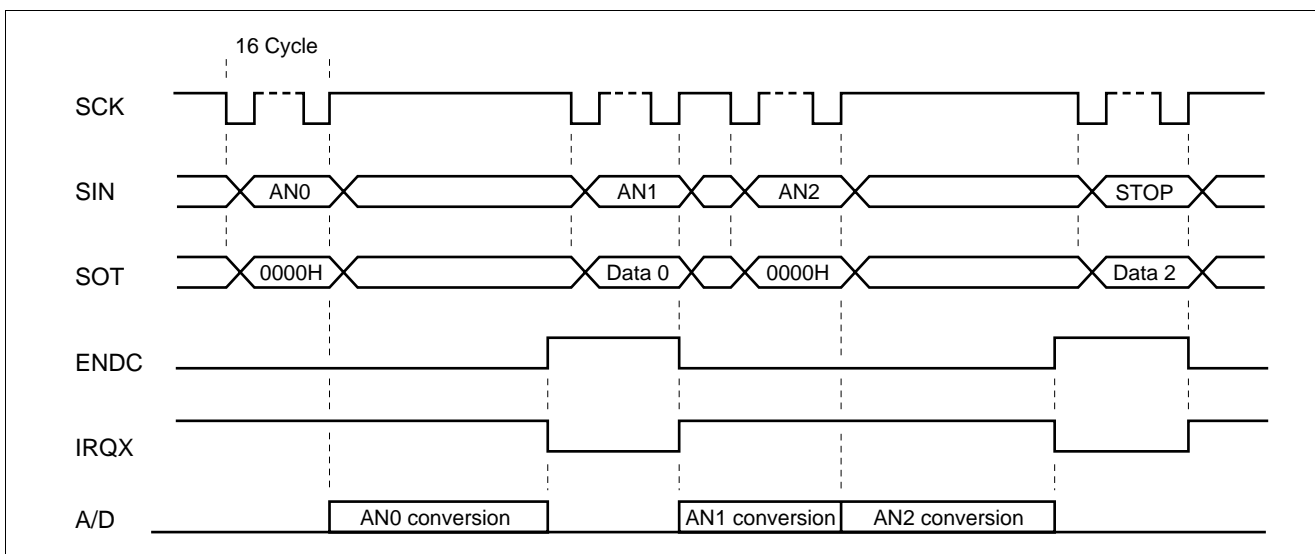 16 Cycle
SCK
SIN AN0 AN1 AN2 STOP
SOT 0000H Data 0 0000H Data 2
ENDC
IRQX
A/D AN0 conversion AN1 conversion AN2 conversion